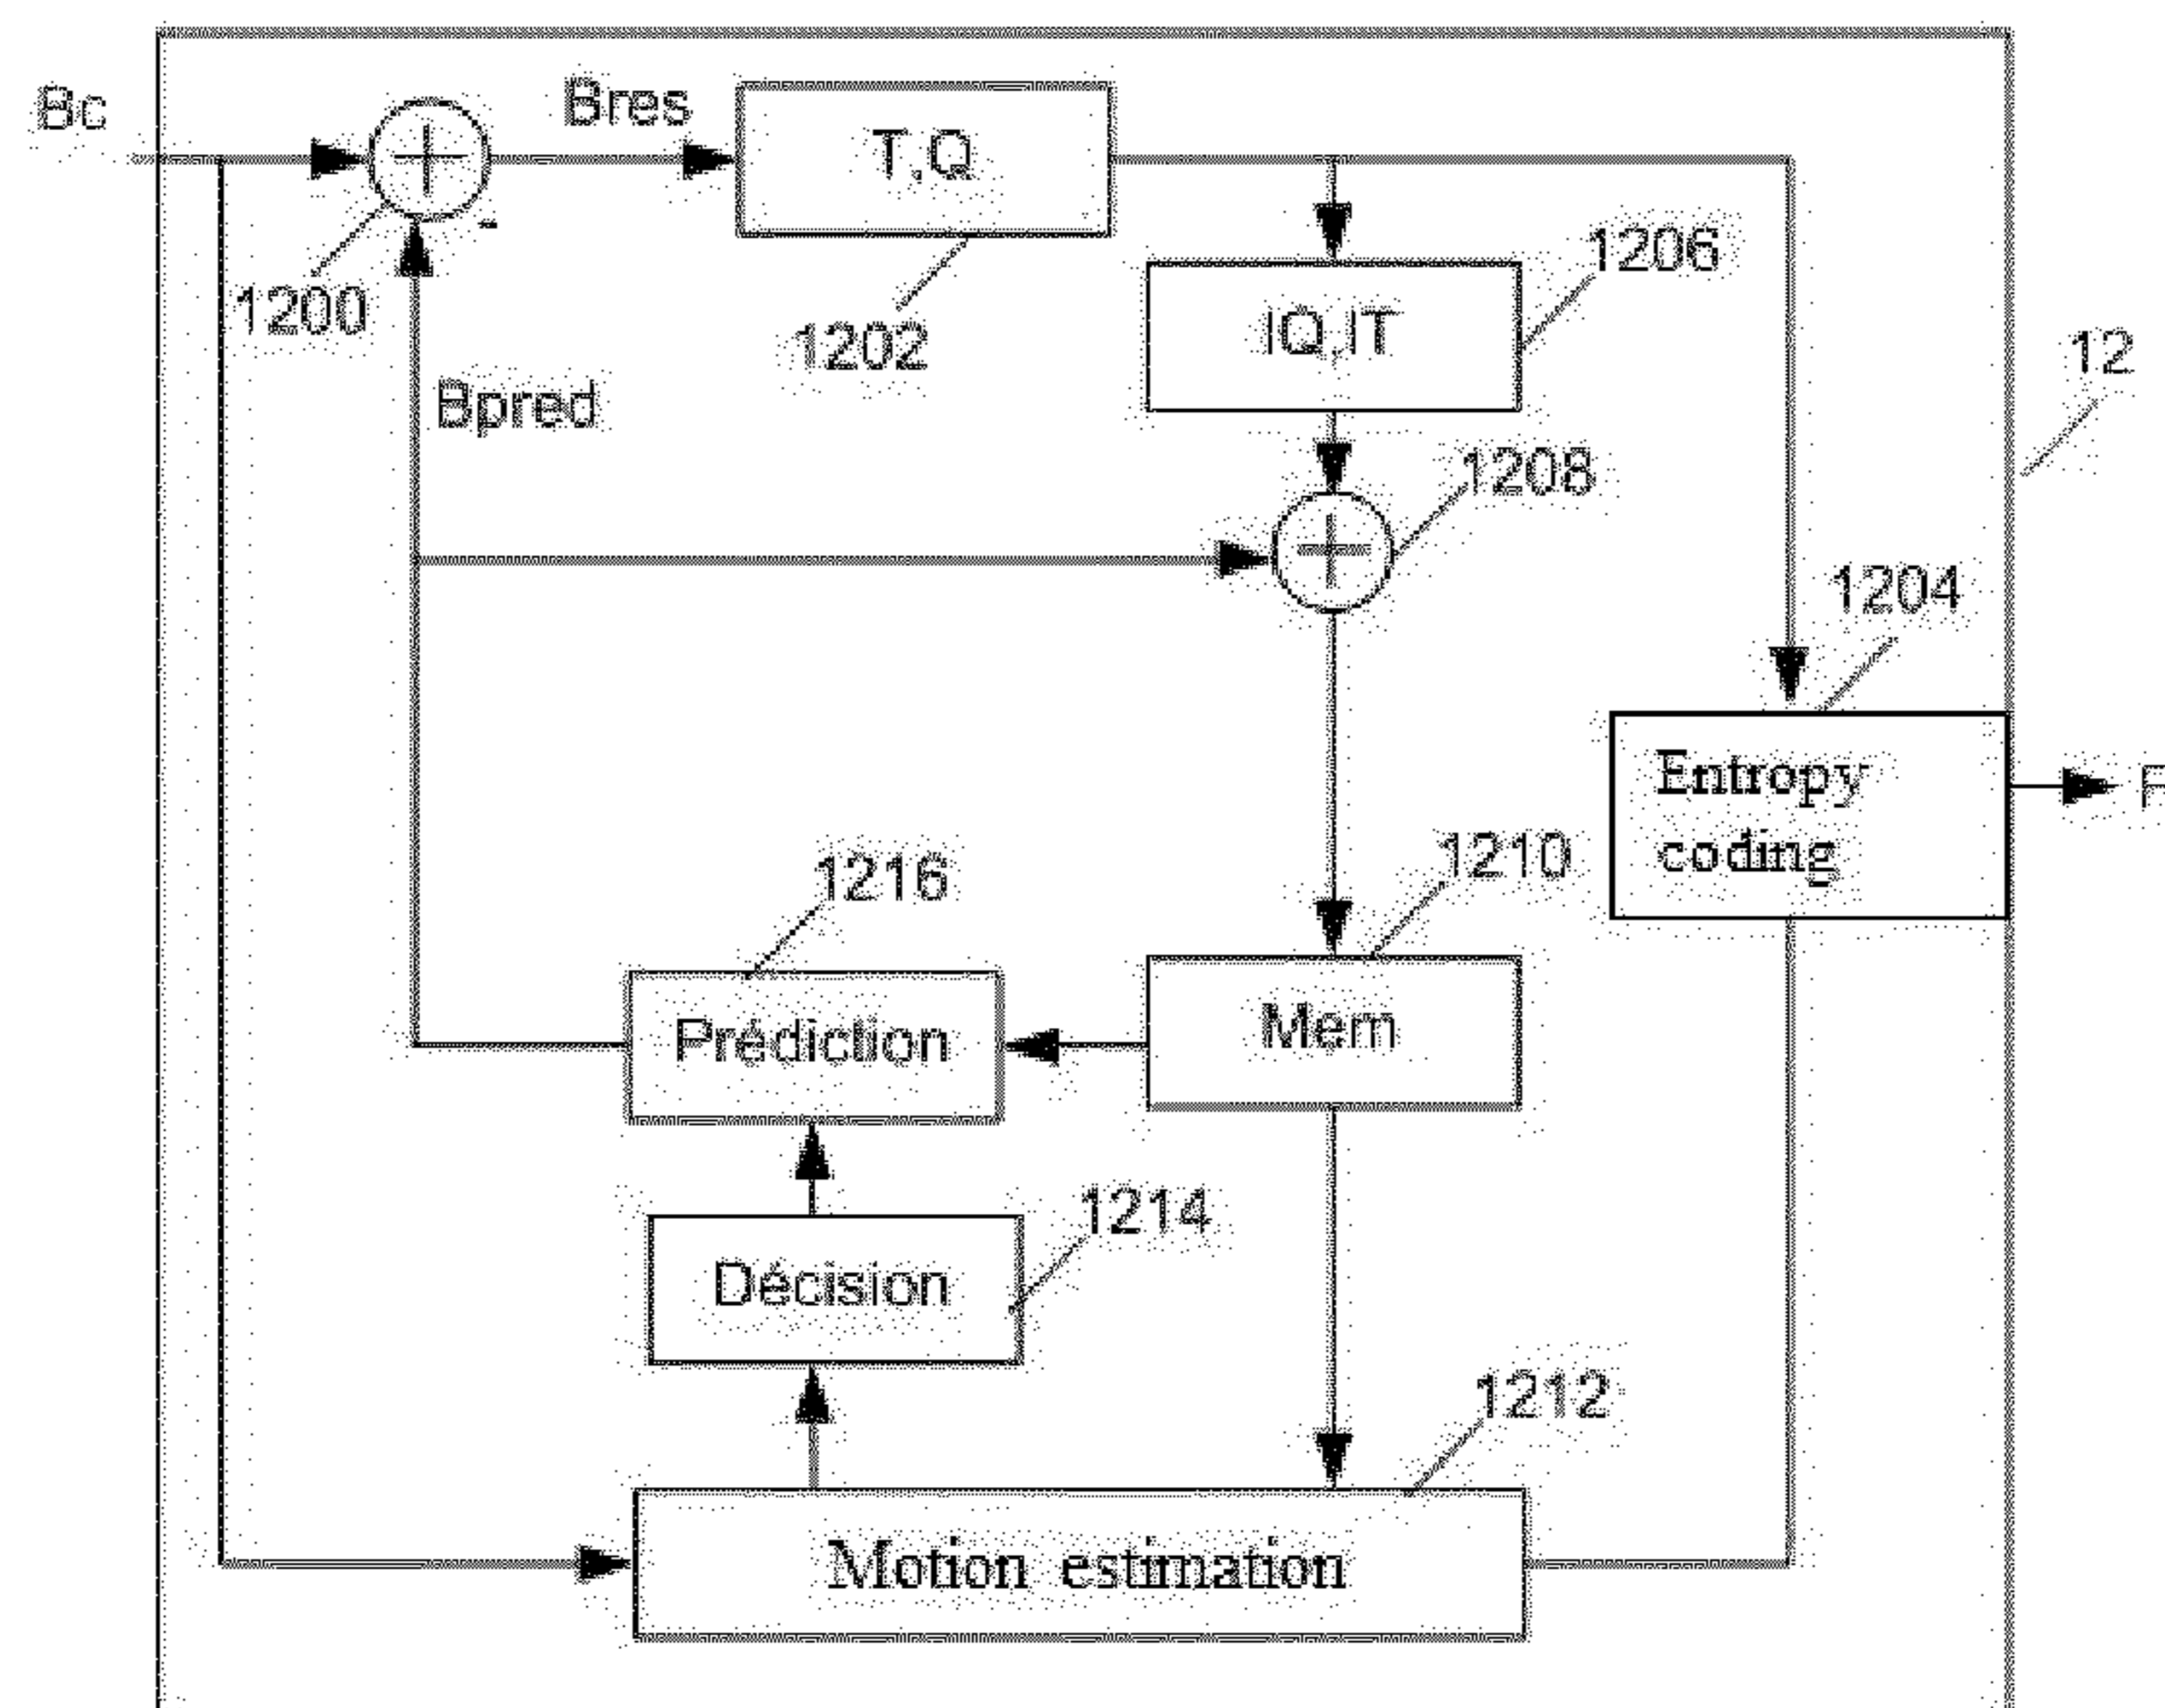 Bc
Bres
T,Q
1200
1202
1206
IQ,IT
12
Bpred
1208
1204
Entropy
coding
F
1216
1210
Prédiction
Mem
1214
Décision
1212
Motion estimation